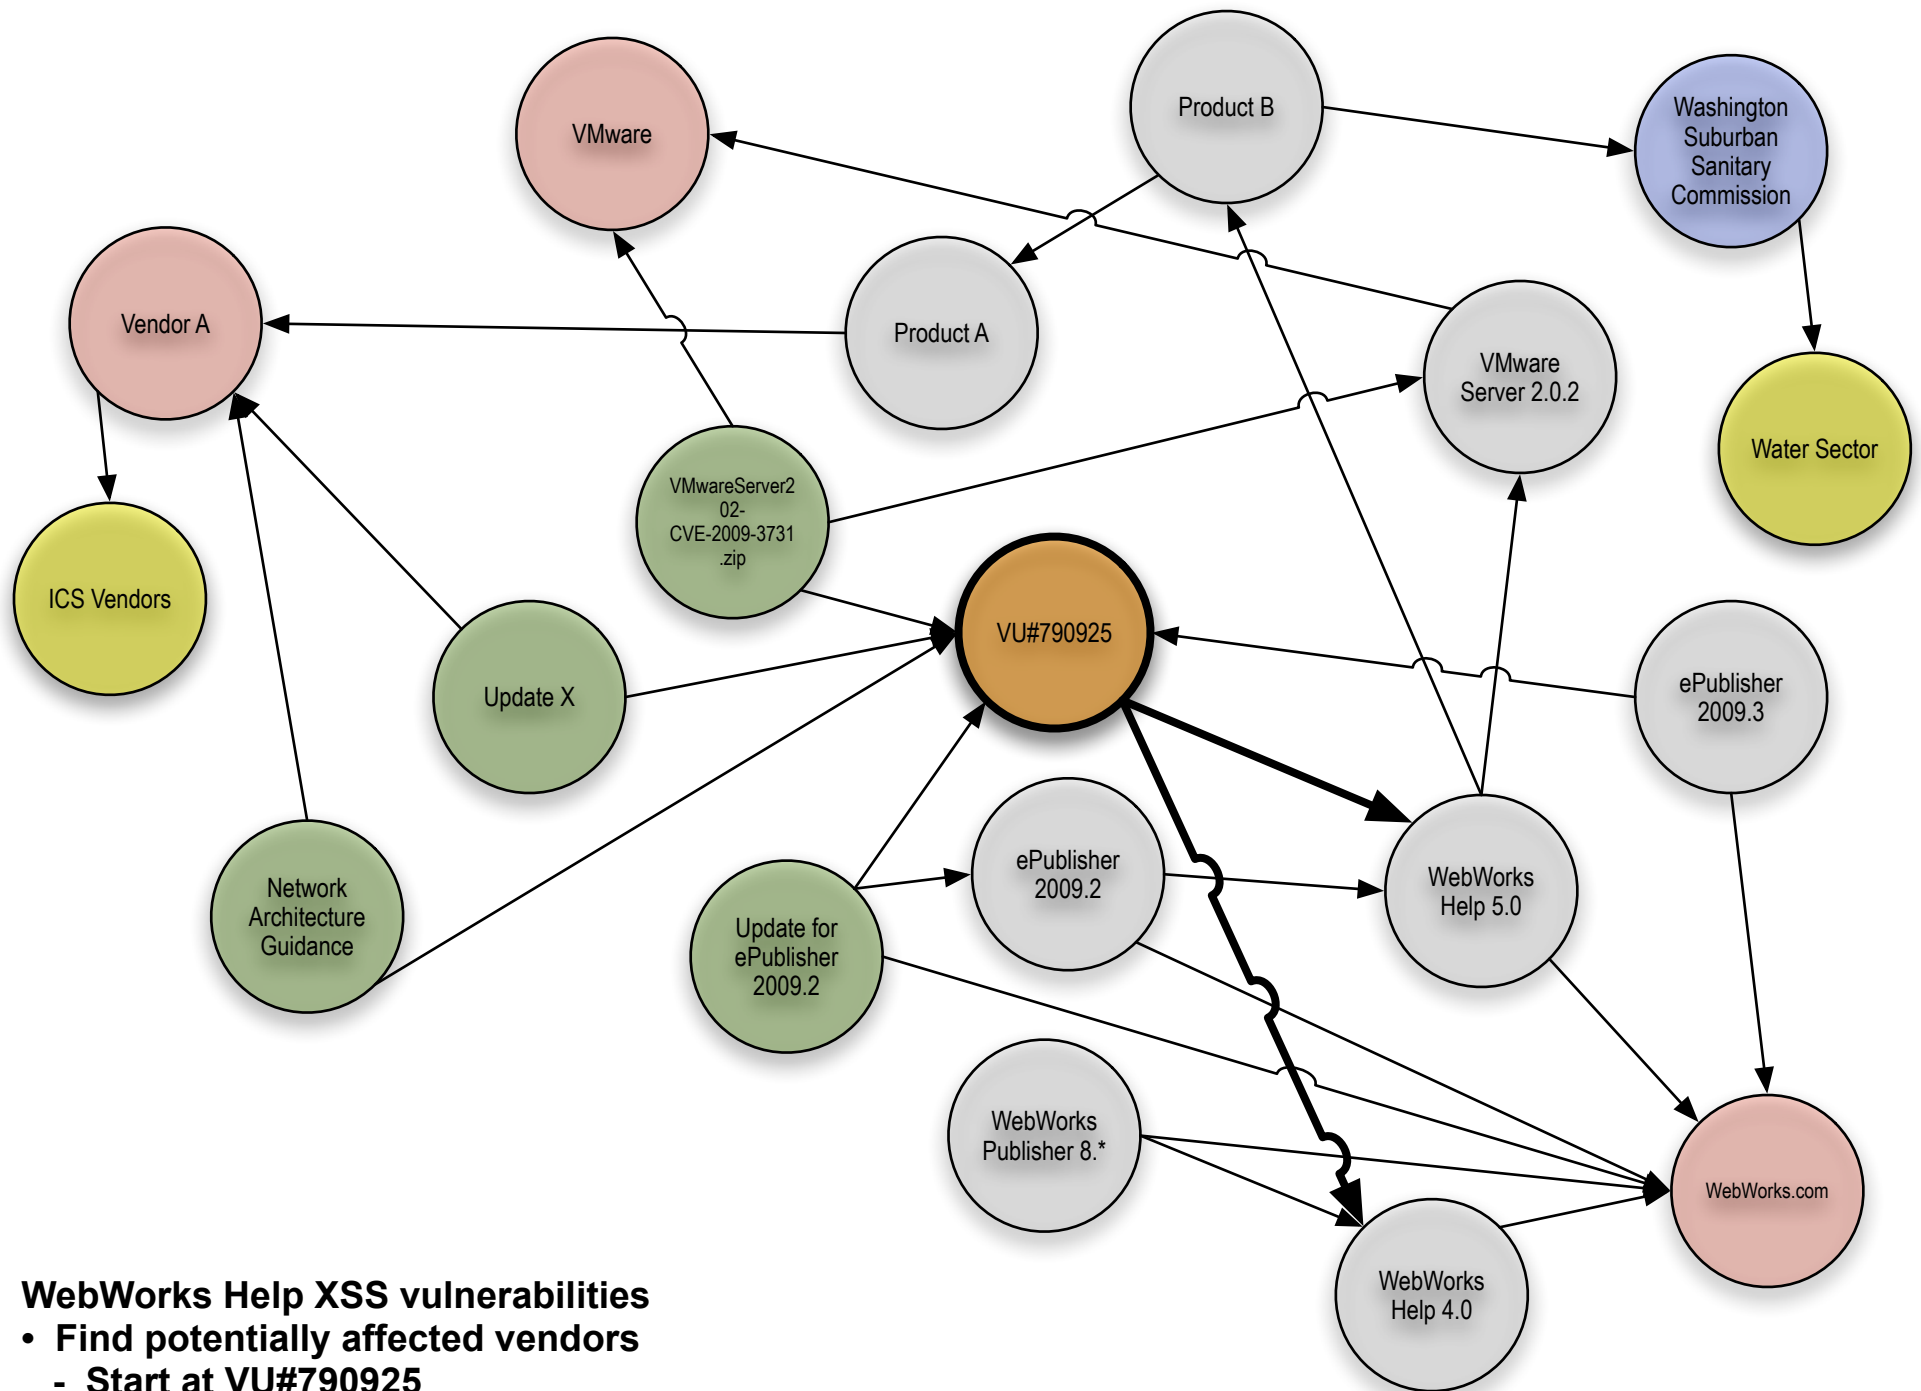 Product B
Washington
Suburban
Sanitary
Commission
VMware
Vendor A
Product A
VMware
Server 2.0.2
Water Sector
VMwareServer2
02-
CVE-2009-3731
.zip
ICS Vendors
VU#790925
Update X
ePublisher
2009.3
ePublisher
2009.2
WebWorks
Help 5.0
Network
Architecture
Guidance
Update for
ePublisher
2009.2
WebWorks
Publisher 8.*
WebWorks.com
WebWorks
Help 4.0
WebWorks Help XSS vulnerabilities
• Find potentially affected vendors
- Start at VU#790925